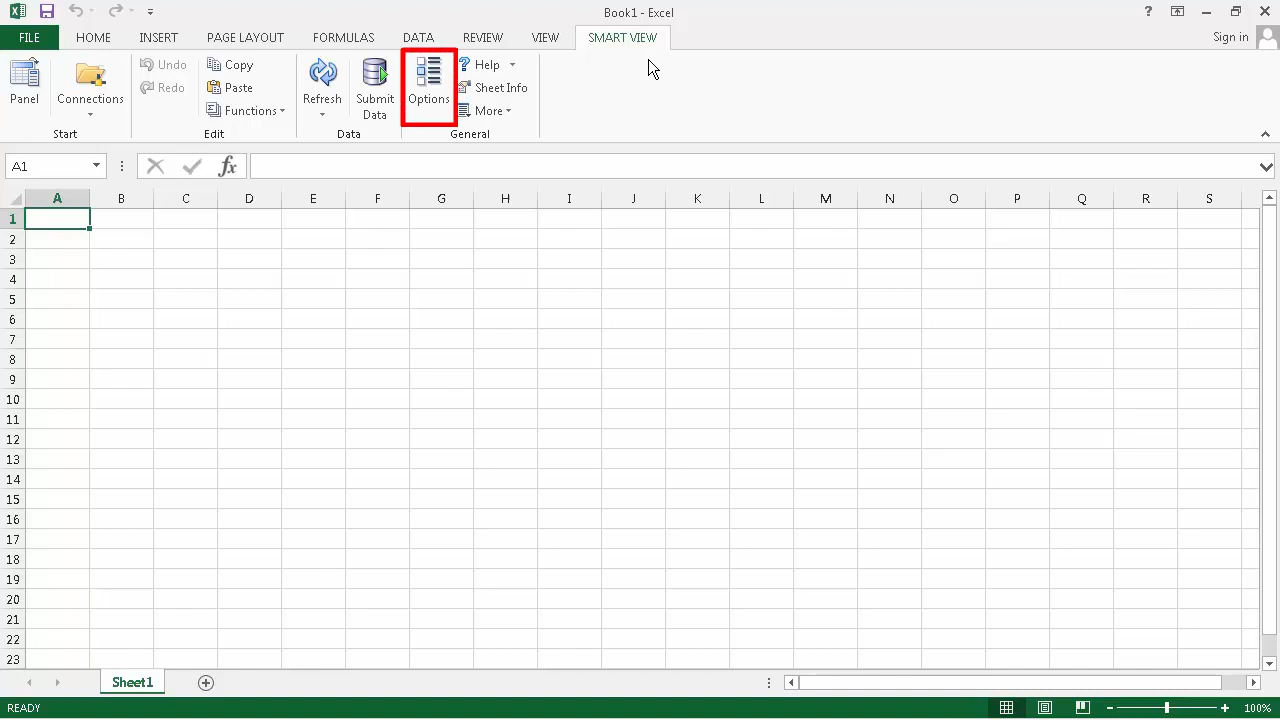 Book1 - Excel
FILE HOME INSERT PAGE LAYOUT FORMULAS DATA REVIEW VIEW SMART VIEW Sign in
Panel
Connections
Start
Undo
Redo
Copy
Paste
Functions
Edit
Refresh
Submit
Data
Data
Options
Help
Sheet Info
More
General
A1
fx
A B C D E F G H I J K L M N O P Q R S
1
2
3
4
5
6
7
8
9
10
11
12
13
14
15
16
17
18
19
20
21
22
23
Sheet1
READY 100%